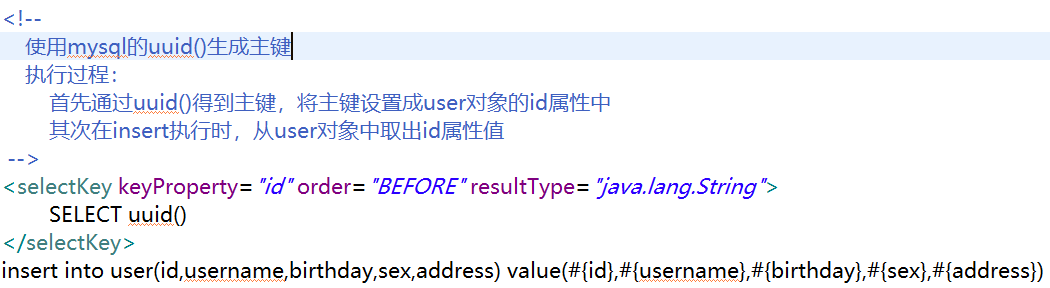 <!--
使用mysql的uuid()生成主键
执行过程：
首先通过uuid()得到主键，将主键设置成user对象的id属性中
其次在insert执行时，从user对象中取出id属性值
-->
<selectKey keyProperty="id" order="BEFORE" resultType="java.lang.String">
SELECT uuid()
</selectKey>
insert into user(id,username,birthday,sex,address) value(#{id},#{username},#{birthday},#{sex},#{address})